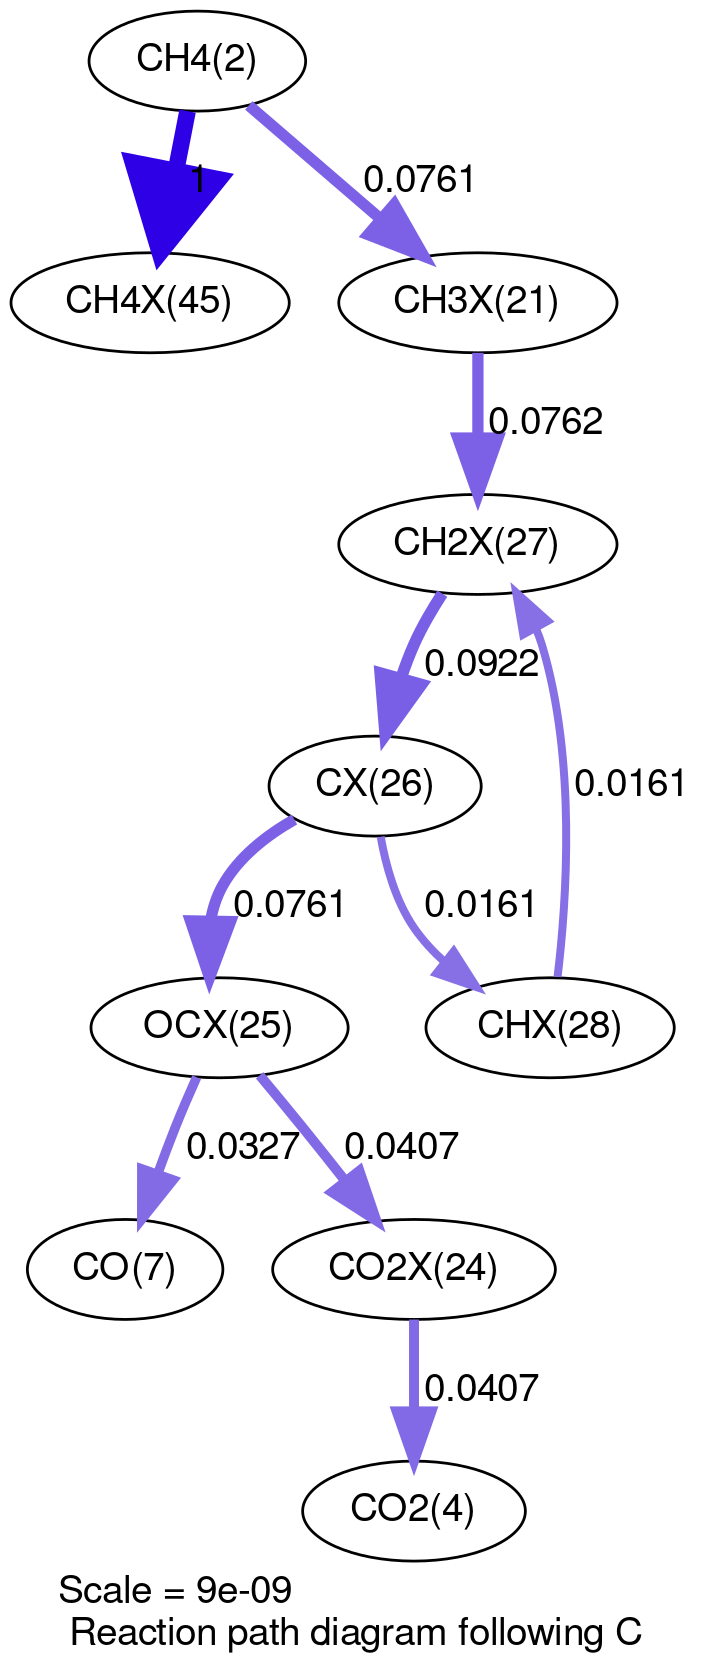 CH4(2)
1
0.0761
CH4X(45)
CH3X(21)
0.0762
CH2X(27)
0.0922
0.0161
CX(26)
0.0761
0.0161
OCX(25)
CHX(28)
0.0327
0.0407
CO(7)
CO2X(24)
0.0407
CO2(4)
Scale = 9e-09
Reaction path diagram following C